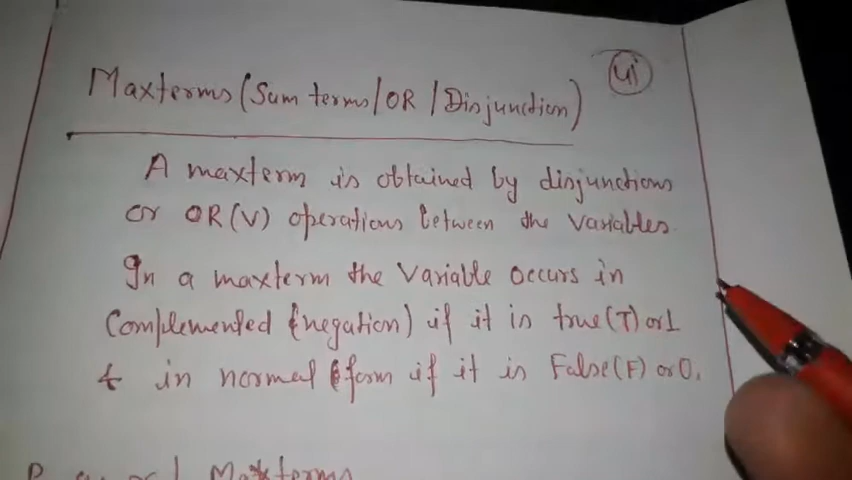 Maxterms (Sum terms/OR/Disjunction)
A maxterm is obtained by disjunctions
or OR(V) operations between the variables.
In a maxterm the Variable occurs in
Complemented (negation) if it is true(T) or 1
& in normal form if it is False(F) or 0.
Maxterms